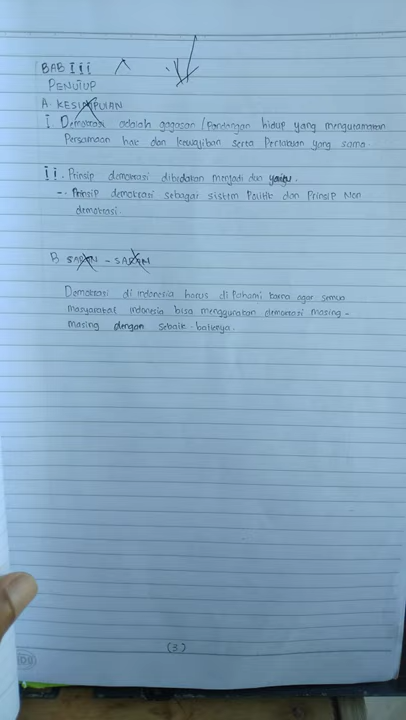 BAB Iii
PENUTUP
A. KESIMPULAN
i Demokrasi adalah gagasan / Pandangan hidup yang mengutamakan
Persamaan hak dan kewajiban serta Perlakuan yang sama.
ii. Prinsip demokrasi dibedakan menjadi dua yaitu.
-. Prinsip demokrasi sebagai sistem Politik dan Prinsip Non
demokrasi.
B SARAN - SARAN
Demokrasi di indonesia harus di Pahami karna agar semua
masyarakat indonesia bisa menggunakan demokrasi masing -
masing dengan sebaik-baiknya.
(3)